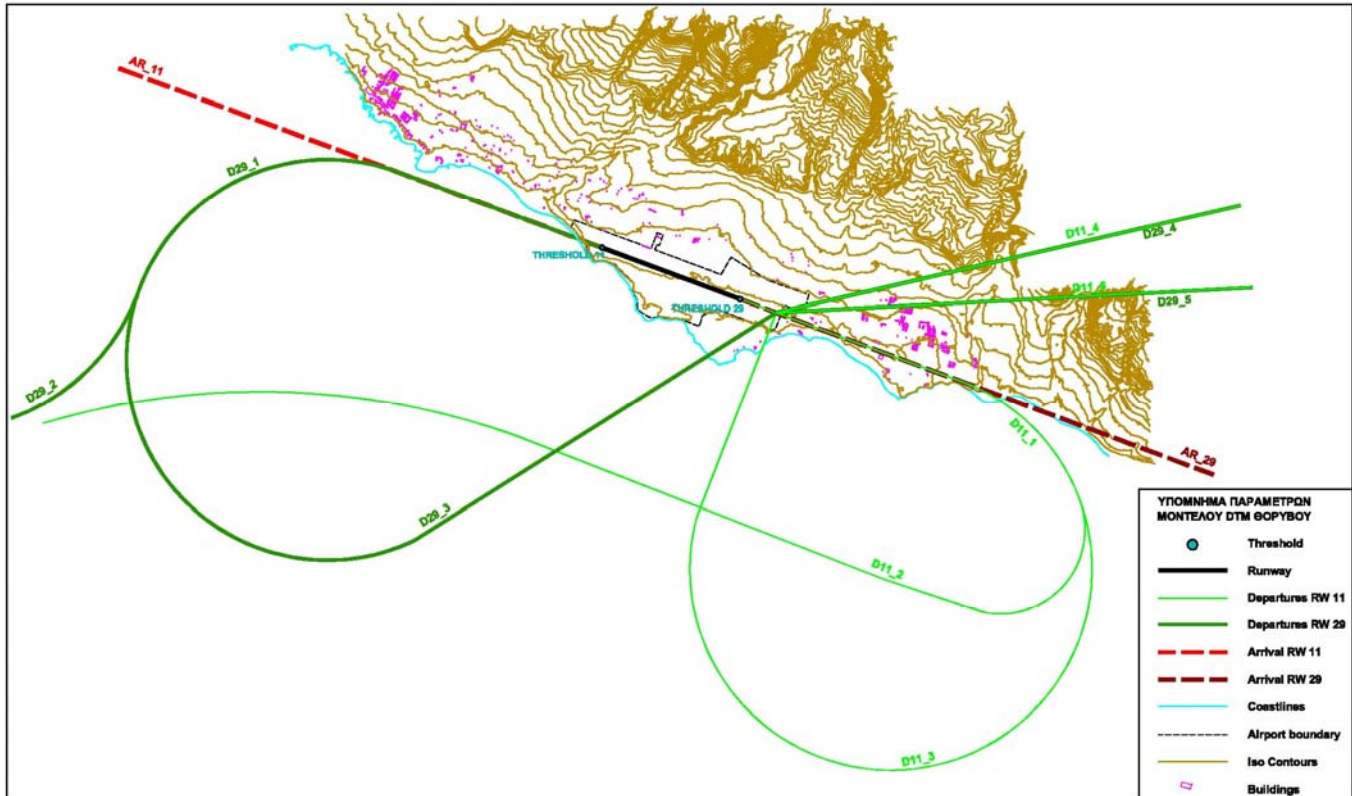 AR_11
D29_1
D11_4
D29_4
THRESHOLD 11
D11_5
D29_5
THRESHOLD 29
D29_2
D11_1
AR_29
D29_3
D11_2
D11_3
ΥΠΟΜΝΗΜΑ ΠΑΡΑΜΕΤΡΩΝ
ΜΟΝΤΕΛΟΥ DTM ΘΟΡΥΒΟΥ
Threshold
Runway
Departures RW 11
Departures RW 29
Arrival RW 11
Arrival RW 29
Coastlines
Airport boundary
Iso Contours
Buildings